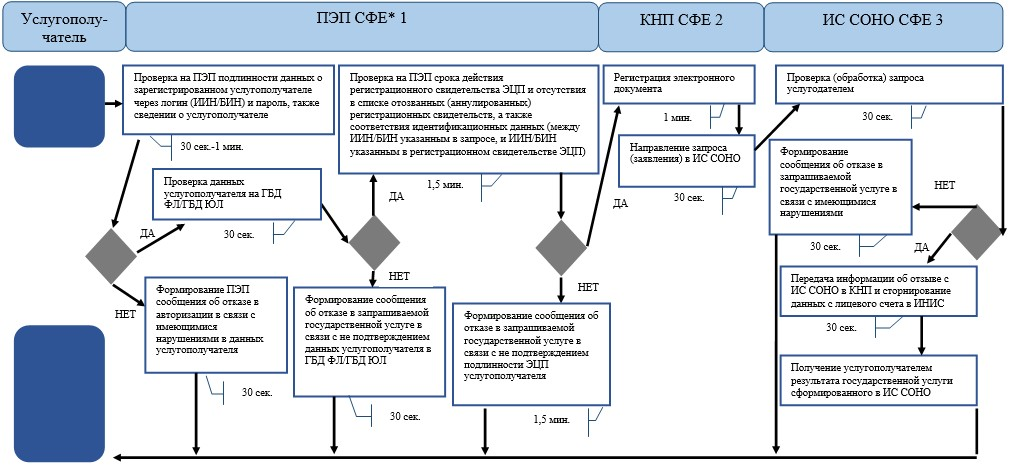 Услугополу-
чатель
ПЭП СФЕ* 1
КНП СФЕ 2
ИС СОНО СФЕ 3
Проверка на ПЭП подлинности данных о
зарегистрированном услугополучателе
через логин (ИИН/БИН) и пароль, также
сведении о услугополучателе
30 сек.-1 мин.
Проверка на ПЭП срока действия
регистрационного свидетельства ЭЦП и отсутствия
в списке отозванных (аннулированных)
регистрационных свидетельств, а также
соответствия идентификационных данных (между
ИИН/БИН указанным в запросе, и ИИН/БИН
указанным в регистрационном свидетельстве ЭЦП)
1,5 мин.
Регистрация электронного
документа
1 мин.
Проверка (обработка) запроса
услугодателем
30 сек.
Направление запроса
(заявления) в ИС СОНО
30 сек.
Формирование
сообщения об отказе в
запрашиваемой
государственной услуге в
связи с имеющимися
нарушениями
30 сек.
НЕТ
ДА
Проверка данных
услугополучателя на ГБД
ФЛ/ГБД ЮЛ
30 сек.
ДА
ДА
ДА
НЕТ
НЕТ
НЕТ
Формирование ПЭП
сообщения об отказе в
авторизации в связи с
имеющимися
нарушениями в данных
услугополучателя
30 сек.
Формирование сообщения
об отказе в запрашиваемой
государственной услуге в
связи с не подтверждением
данных услугополучателя в
ГБД ФЛ/ГБД ЮЛ
30 сек.
Формирование сообщения об
отказе в запрашиваемой
государственной услуге в
связи с не подтверждением
подлинности ЭЦП
услугополучателя
1,5 мин.
Передача информации об отзыве с
ИС СОНО в КНП и сторнирование
данных с лицевого счета в ИНИС
30 сек.
Получение услугополучателем
результата государственной услуги
сформированного в ИС СОНО